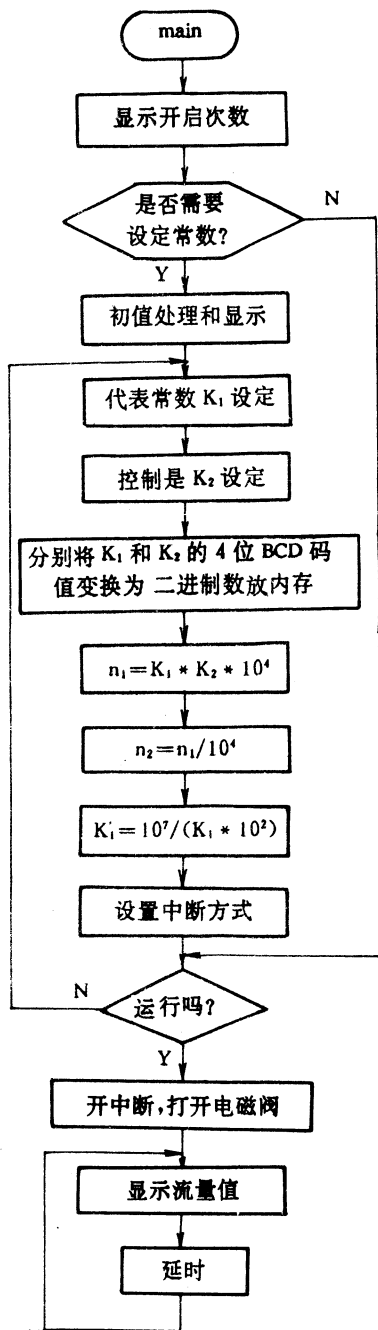 main
显示开启次数
是否需要
设定常数?
N
Y
初值处理和显示
代表常数 K₁ 设定
控制是 K₂ 设定
分别将 K₁ 和 K₂ 的 4 位 BCD 码
值变换为 二进制数放内存
n₁=K₁ * K₂ * 10⁴
n₂=n₁/10⁴
K₁′=10⁷/(K₁ * 10²)
设置中断方式
N
运行吗?
Y
开中断,打开电磁阀
显示流量值
延时